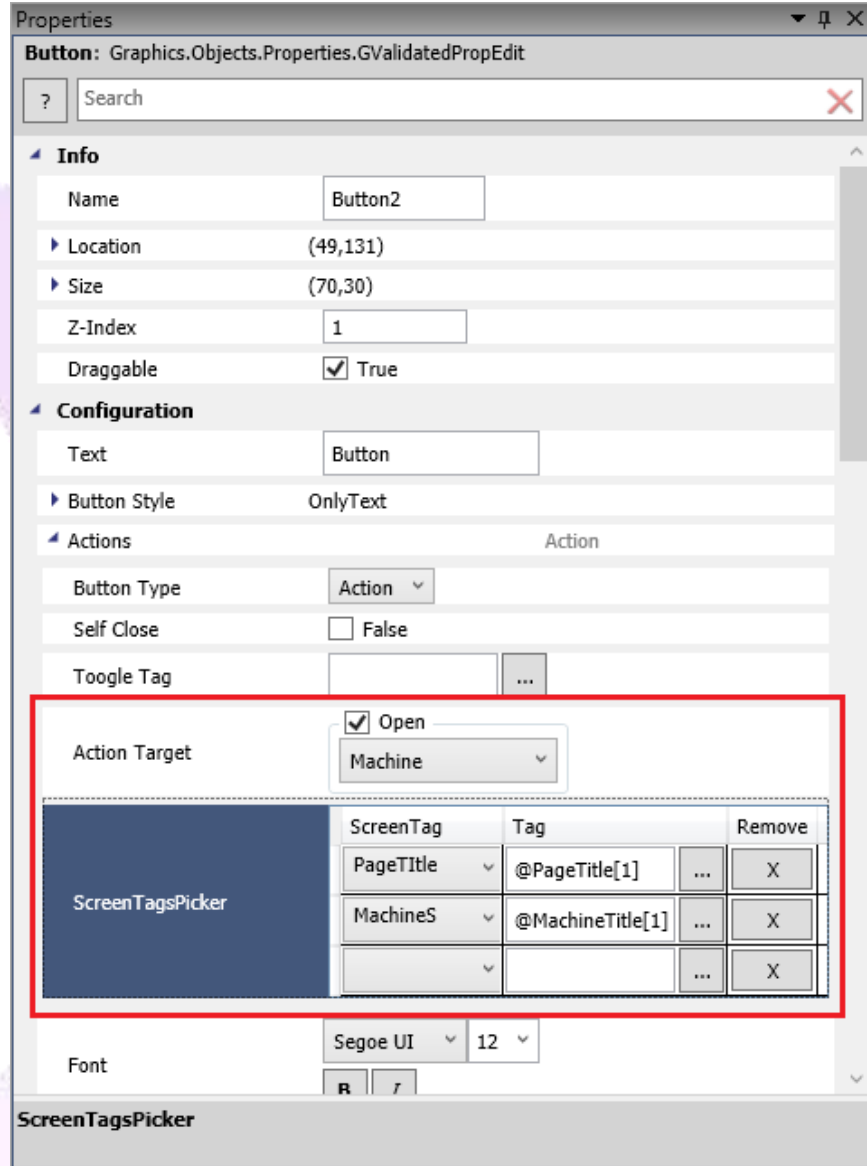 Properties
Button: Graphics.Objects.Properties.GValidatedPropEdit
? Search
Info
Name Button2
Location (49,131)
Size (70,30)
Z-Index 1
Draggable True
Configuration
Text Button
Button Style OnlyText
Actions Action
Button Type Action
Self Close False
Toogle Tag ...
Open
Action Target Machine
ScreenTag Tag Remove
PageTItle @PageTitle[1] ... X
ScreenTagsPicker MachineS @MachineTitle[1] ... X
... X
Font Segoe UI 12
B I
ScreenTagsPicker